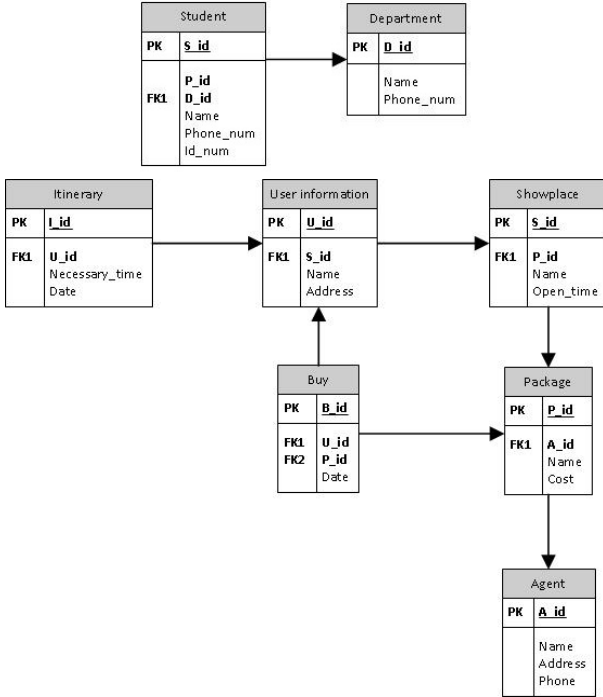 Student
PK S_id
P_id
FK1 D_id
Name
Phone_num
Id_num
Department
PK D_id
Name
Phone_num
Itinerary
PK I_id
FK1 U_id
Necessary_time
Date
User information
PK U_id
FK1 S_id
Name
Address
Showplace
PK S_id
FK1 P_id
Name
Open_time
Buy
PK B_id
FK1 U_id
FK2 P_id
Date
Package
PK P_id
FK1 A_id
Name
Cost
Agent
PK A_id
Name
Address
Phone